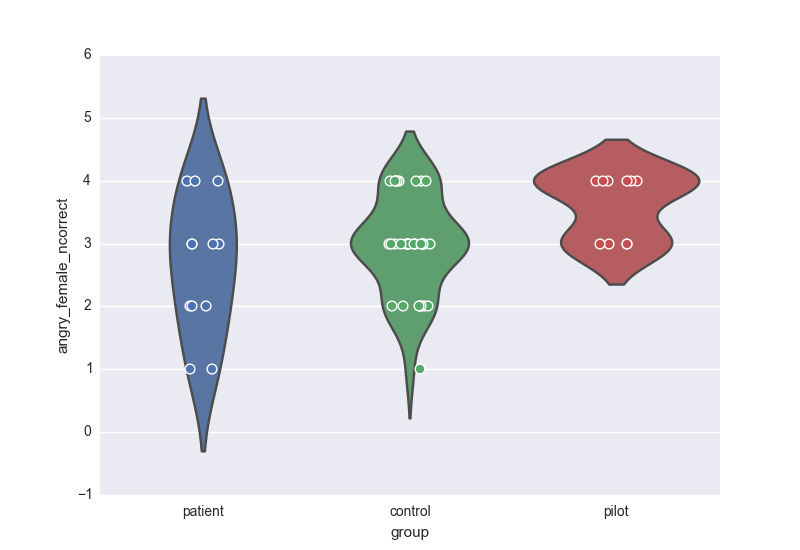 6
5
4
3
2
1
0
−1
angry_female_ncorrect
patient control pilot
group